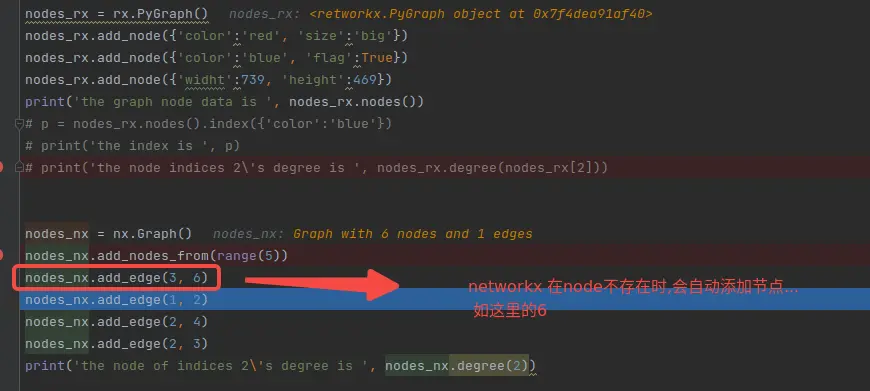 nodes_rx = rx.PyGraph()   nodes_rx: <retworkx.PyGraph object at 0x7f4dea91af40>
nodes_rx.add_node({'color':'red', 'size':'big'})
nodes_rx.add_node({'color':'blue', 'flag':True})
nodes_rx.add_node({'widht':739, 'height':469})
print('the graph node data is ', nodes_rx.nodes())
# p = nodes_rx.nodes().index({'color':'blue'})
# print('the index is ', p)
# print('the node indices 2\'s degree is ', nodes_rx.degree(nodes_rx[2]))
nodes_nx = nx.Graph()   nodes_nx: Graph with 6 nodes and 1 edges
nodes_nx.add_nodes_from(range(5))
nodes_nx.add_edge(3, 6)
networkx 在node不存在时,会自动添加节点...
如这里的6
nodes_nx.add_edge(1, 2)
nodes_nx.add_edge(2, 4)
nodes_nx.add_edge(2, 3)
print('the node of indices 2\'s degree is ', nodes_nx.degree(2))